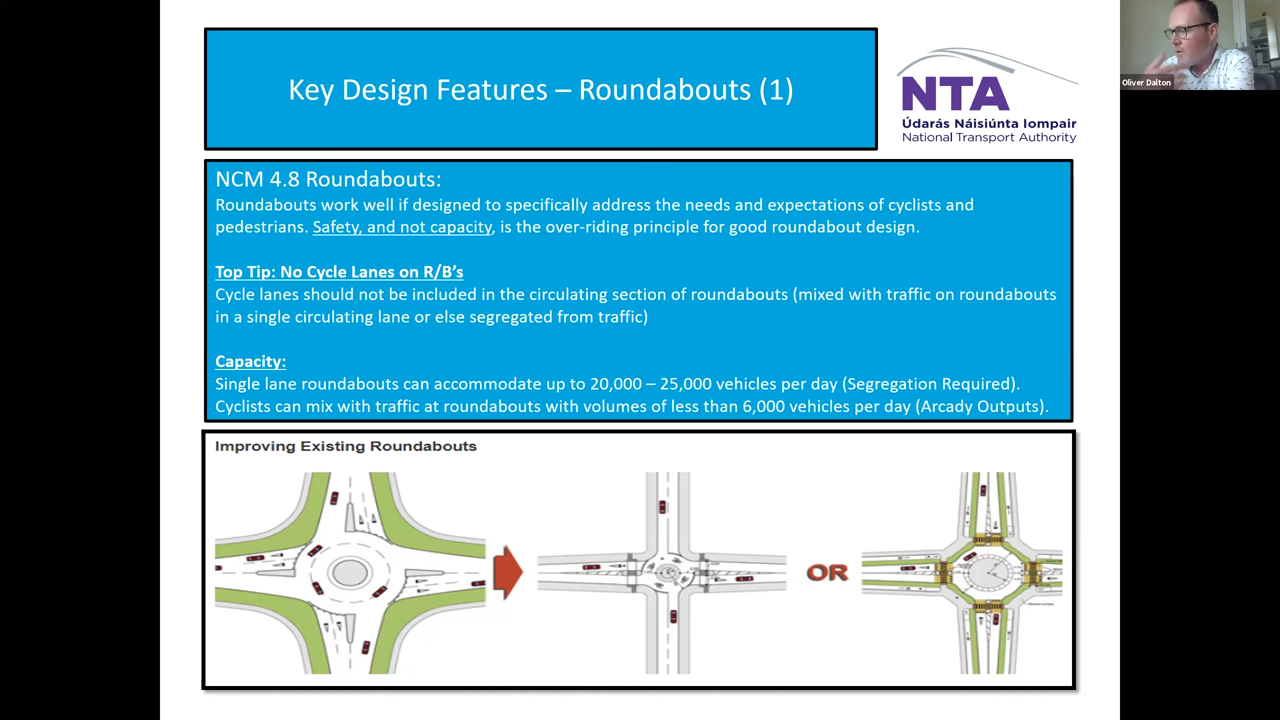 Key Design Features – Roundabouts (1)
NTA
Údarás Náisiúnta Iompair
National Transport Authority
Oliver Dalton
NCM 4.8 Roundabouts:
Roundabouts work well if designed to specifically address the needs and expectations of cyclists and
pedestrians. Safety, and not capacity, is the over-riding principle for good roundabout design.
Top Tip: No Cycle Lanes on R/B's
Cycle lanes should not be included in the circulating section of roundabouts (mixed with traffic on roundabouts
in a single circulating lane or else segregated from traffic)
Capacity:
Single lane roundabouts can accommodate up to 20,000 – 25,000 vehicles per day (Segregation Required).
Cyclists can mix with traffic at roundabouts with volumes of less than 6,000 vehicles per day (Arcady Outputs).
Improving Existing Roundabouts
OR